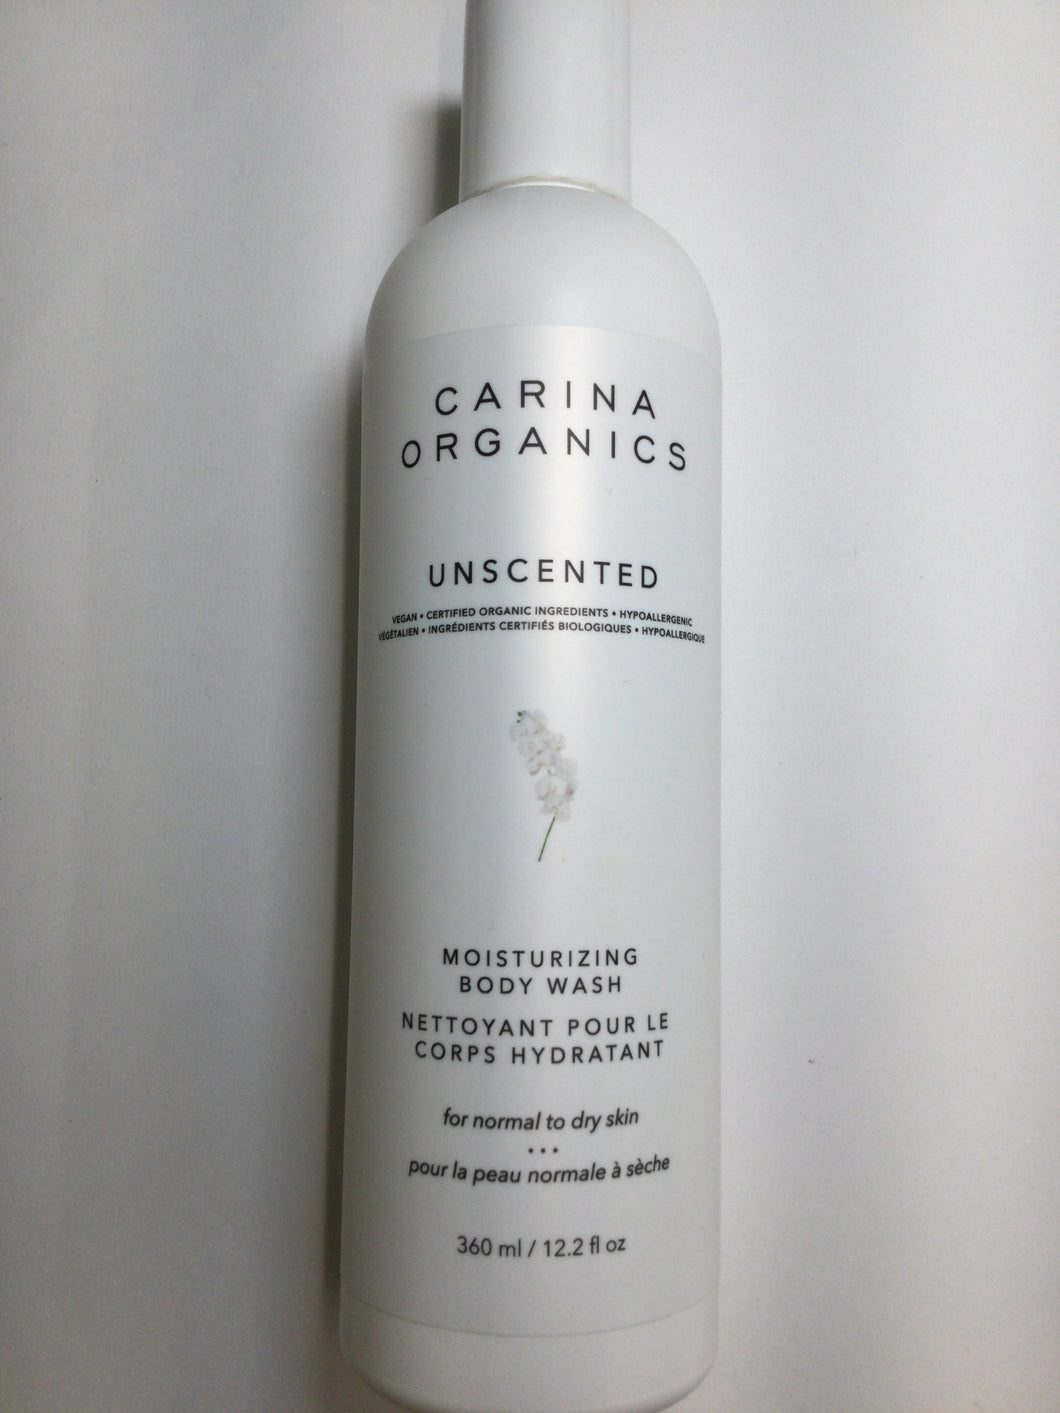 CARINA
ORGANICS
UNSCENTED
VEGAN • CERTIFIED ORGANIC INGREDIENTS • HYPOALLERGENIC
VÉGÉTALIEN • INGRÉDIENTS CERTIFIÉS BIOLOGIQUES • HYPOALLERGIQUE
MOISTURIZING
BODY WASH
NETTOYANT POUR LE
CORPS HYDRATANT
for normal to dry skin
•••
pour la peau normale à sèche
360 ml / 12.2 fl oz